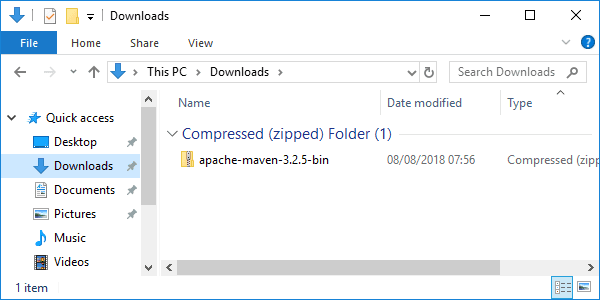 Downloads
File Home Share View
This PC Downloads Search Downloads
Name Date modified Type
Quick access
Compressed (zipped) Folder (1)
Desktop
apache-maven-3.2.5-bin 08/08/2018 07:56 Compressed (zipp
Downloads
Documents
Pictures
Music
Videos
1 item